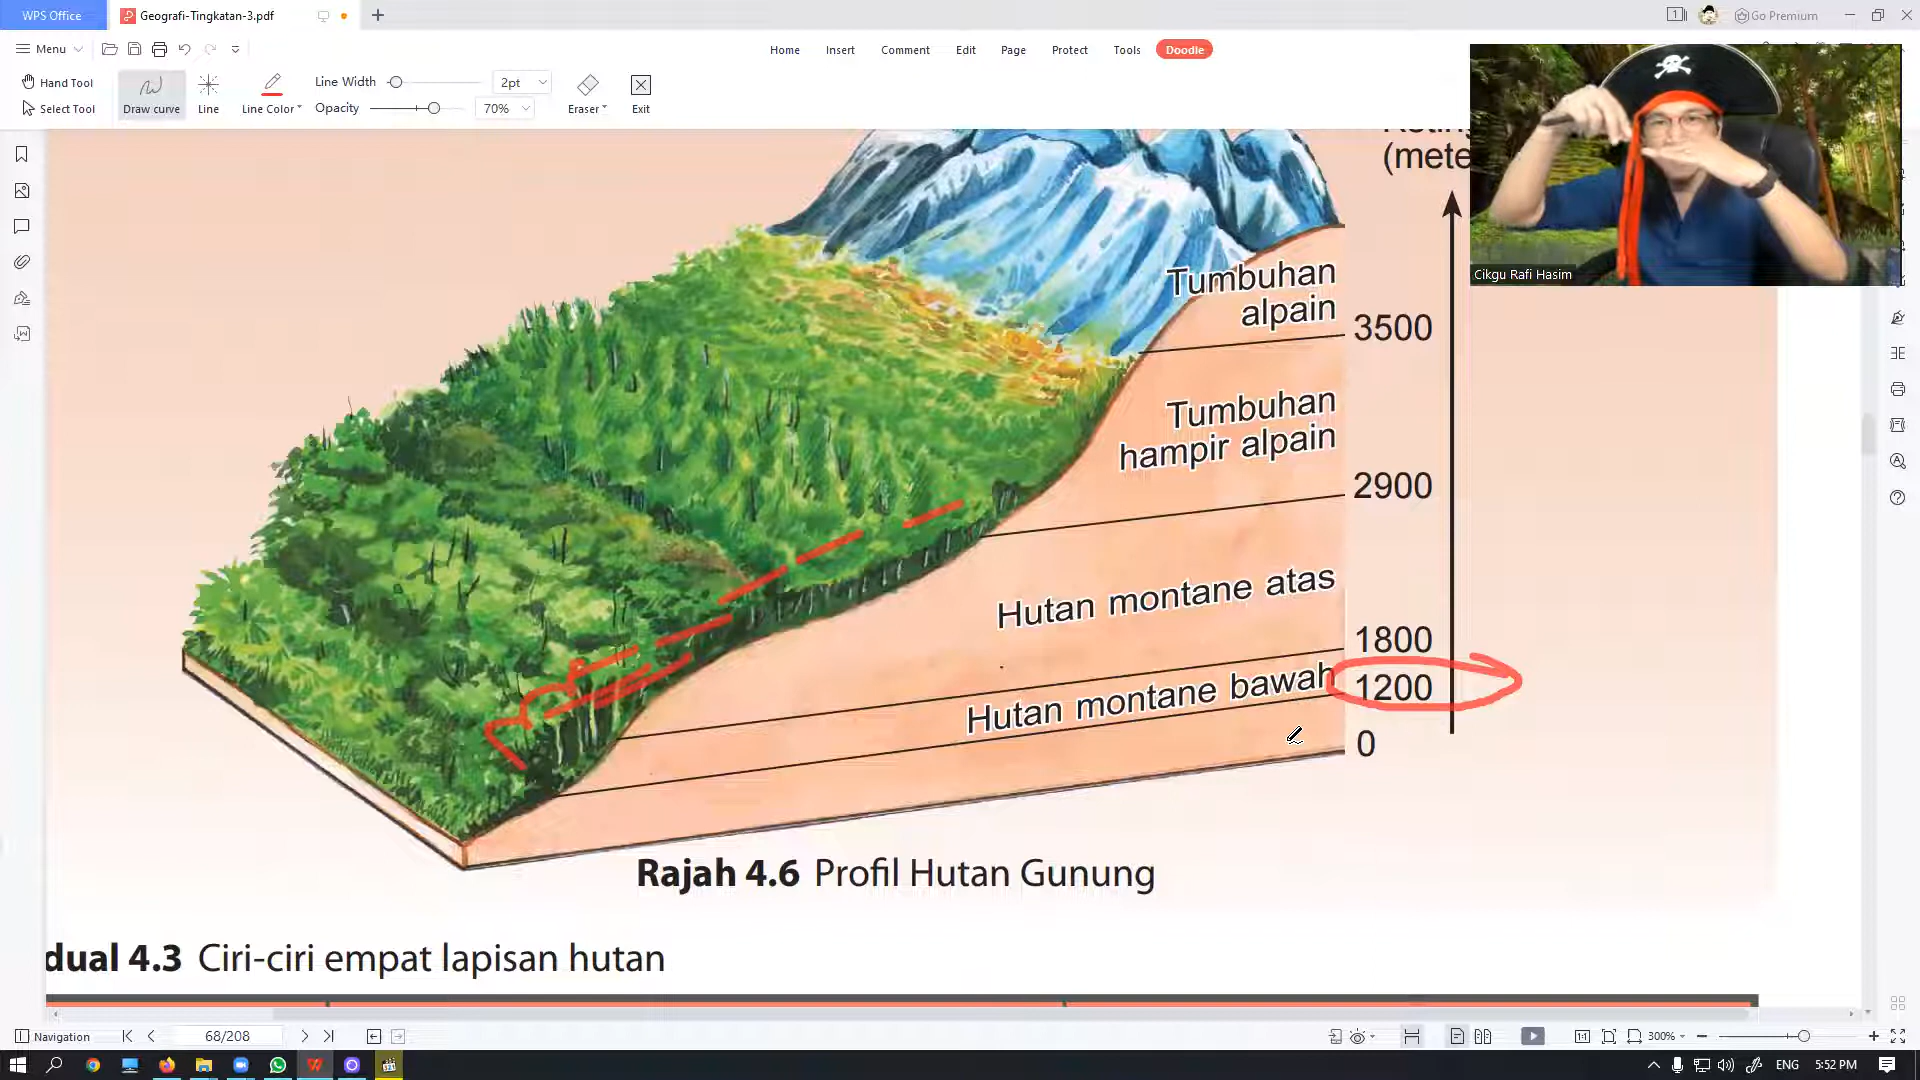 WPS Office
Geografi-Tingkatan-3.pdf
Go Premium
Menu
Home Insert Comment Edit Page Protect Tools Doodle
Hand Tool
Select Tool
Draw curve
Line
Line Color
Line Width
2pt
Opacity
70%
Eraser
Exit
(mete
Cikgu Rafi Hasim
Tumbuhan
alpain
3500
Tumbuhan
hampir alpain
2900
Hutan montane atas
1800
Hutan montane bawah
1200
0
Rajah 4.6 Profil Hutan Gunung
dual 4.3 Ciri-ciri empat lapisan hutan
Navigation
68/208
300%
ENG
5:52 PM